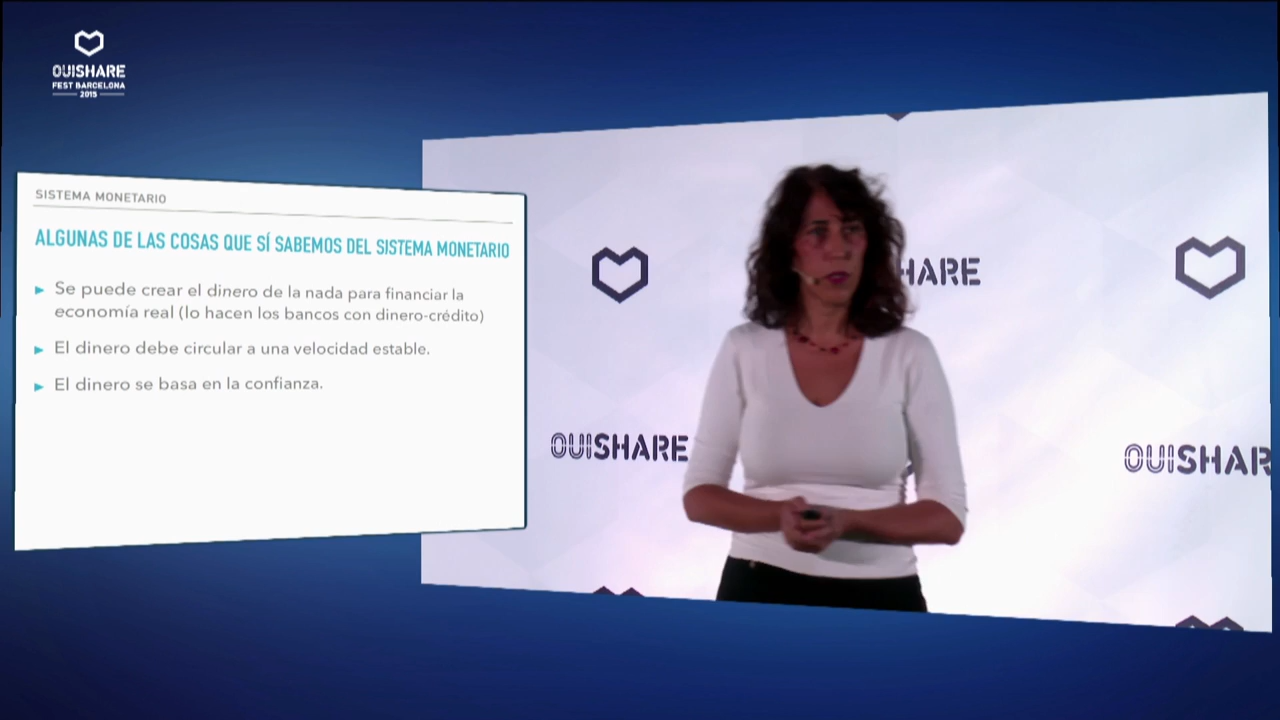 OUISHARE
FEST BARCELONA
2015
SISTEMA MONETARIO
ALGUNAS DE LAS COSAS QUE SÍ SABEMOS DEL SISTEMA MONETARIO
Se puede crear el dinero de la nada para financiar la
economía real (lo hacen los bancos con dinero-crédito)
El dinero debe circular a una velocidad estable.
El dinero se basa en la confianza.
HARE
OUISHARE
OUISHAR